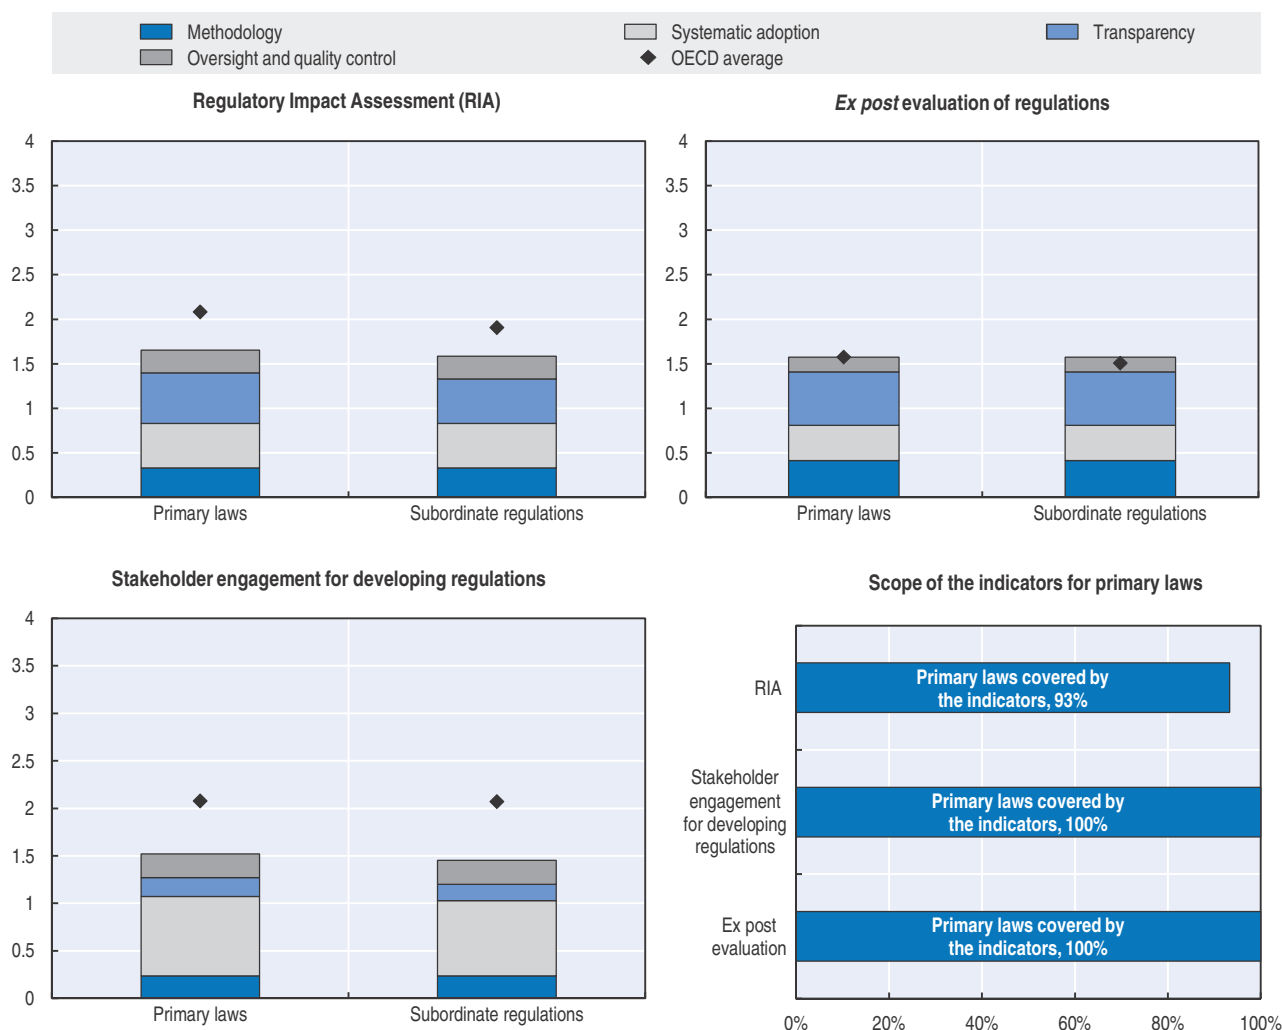 Methodology
Systematic adoption
Transparency
Oversight and quality control
OECD average
Regulatory Impact Assessment (RIA)
4
3.5
3
2.5
2
1.5
1
0.5
0
Primary laws
Subordinate regulations
Ex post evaluation of regulations
4
3.5
3
2.5
2
1.5
1
0.5
0
Primary laws
Subordinate regulations
Stakeholder engagement for developing regulations
4
3.5
3
2.5
2
1.5
1
0.5
0
Primary laws
Subordinate regulations
Scope of the indicators for primary laws
RIA
Primary laws covered by
the indicators, 93%
Stakeholder
engagement
for developing
regulations
Primary laws covered by
the indicators, 100%
Ex post
evaluation
Primary laws covered by
the indicators, 100%
0%
20%
40%
60%
80%
100%